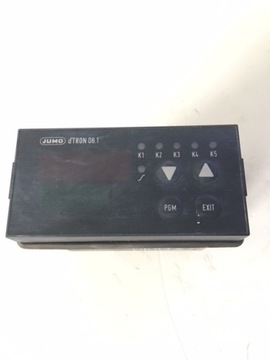 JUMO dTRON 08.1
K1 K2 K3 K4 K5
PGM EXIT